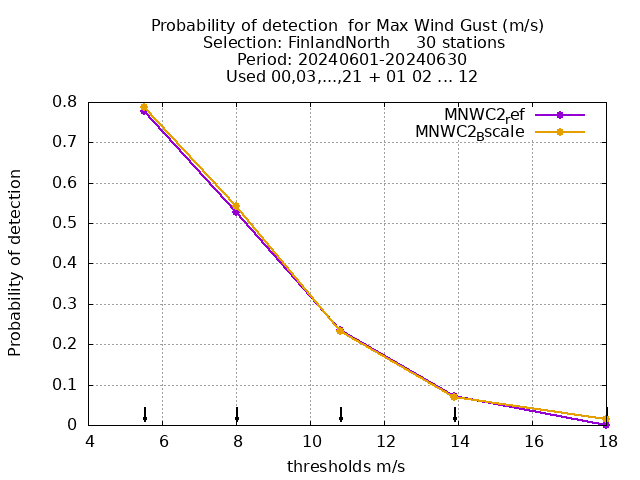 Probability of detection  for Max Wind Gust (m/s)
Selection: FinlandNorth     30 stations
Period: 20240601-20240630
Used 00,03,...,21 + 01 02 ... 12
MNWC2ref
MNWC2Bscale
Probability of detection
0.8
0.7
0.6
0.5
0.4
0.3
0.2
0.1
0
4 6 8 10 12 14 16 18
thresholds m/s